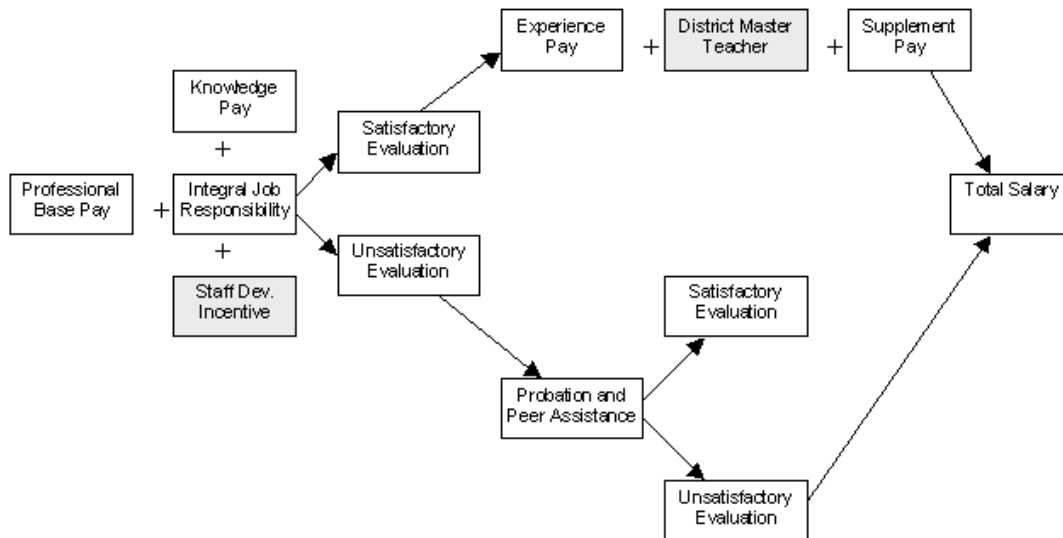 Experience
Pay
+
District Master
Teacher
+
Supplement
Pay
Knowledge
Pay
+
Satisfactory
Evaluation
Professional
Base Pay
+
Integral Job
Responsibility
Total Salary
+
Unsatisfactory
Evaluation
Staff Dev.
Incentive
Satisfactory
Evaluation
Probation and
Peer Assistance
Unsatisfactory
Evaluation